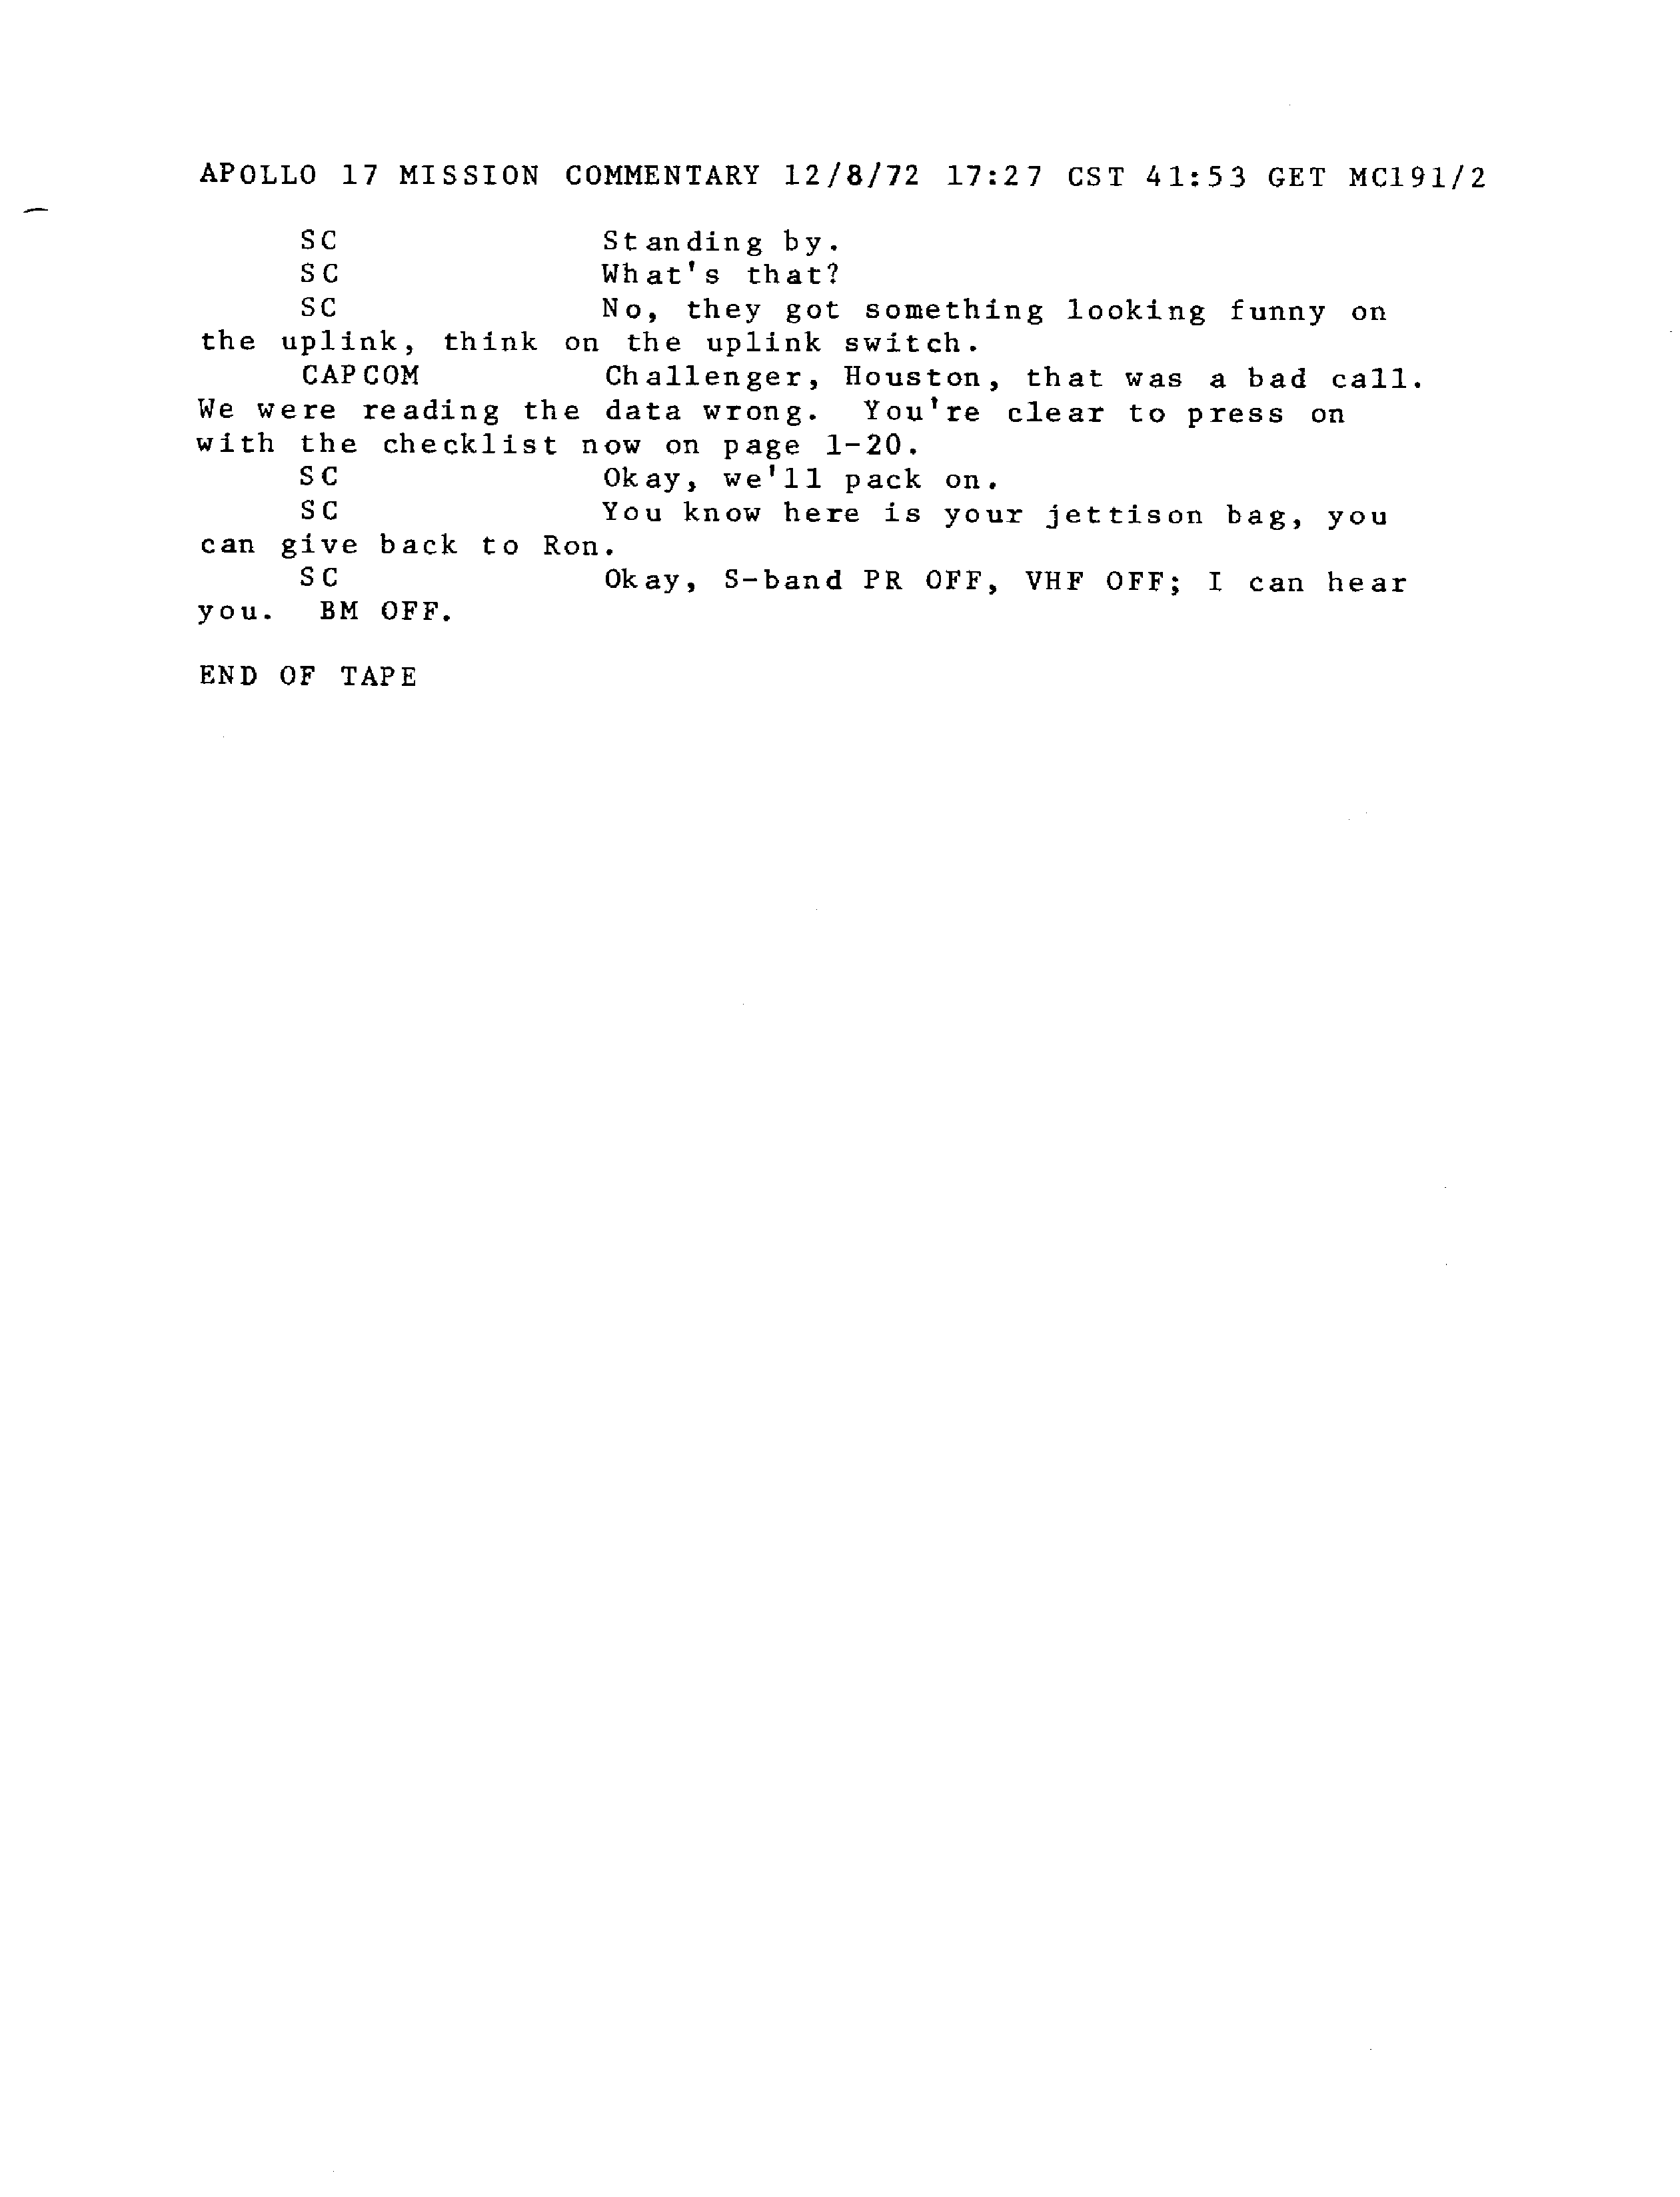 APOLLO 17 MISSION COMMENTARY 12/8/72 17:27 CST 41:53 GET MC191/2
SC Standing by.
SC What's that?
SC No, they got something looking funny on
the uplink, think on the uplink switch.
CAPCOM Challenger, Houston, that was a bad call.
We were reading the data wrong. You're clear to press on
with the checklist now on page 1-20.
SC Okay, we'll pack on.
SC You know here is your jettison bag, you
can give back to Ron.
SC Okay, S-band PR OFF, VHF OFF; I can hear
you. BM OFF.
END OF TAPE